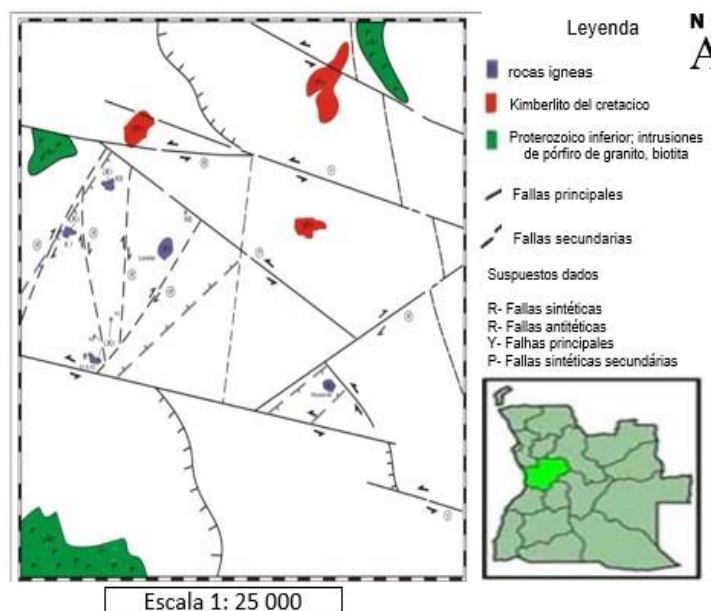 Leyenda
N
A
rocas igneas
Kimberlito del cretacico
Proterozoico inferior; intrusiones
de pórfiro de granito, biotita
Fallas principales
Fallas secundarias
Suspuestos dados
R- Fallas sintéticas
R- Fallas antitéticas
Y- Falhas principales
P- Fallas sintéticas secundárias
Escala 1: 25 000